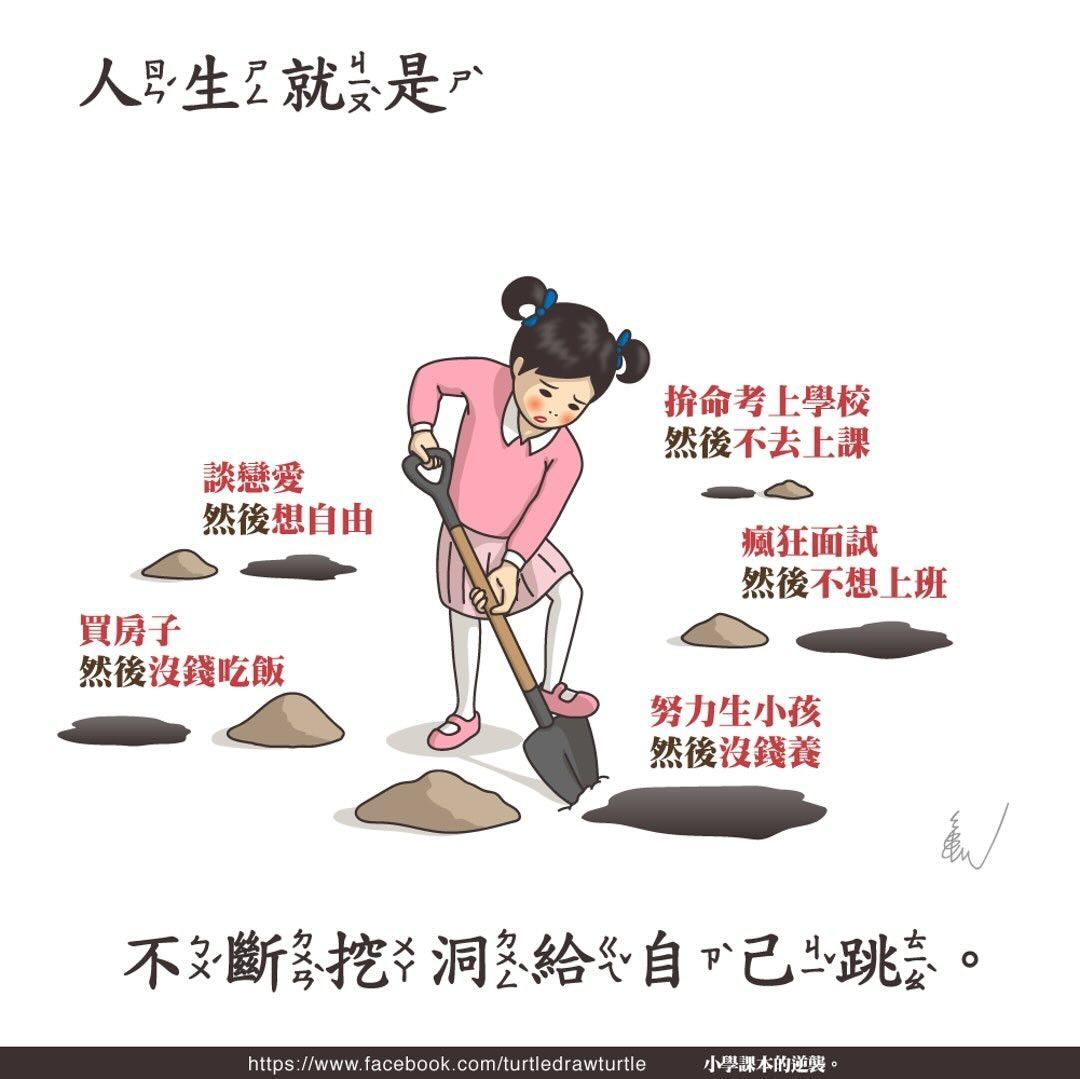 人ㄖㄣˊ生ㄕㄥ就ㄐㄧㄡˋ是ㄕˋ
拚命考上學校
然後不去上課
談戀愛
然後想自由
瘋狂面試
然後不想上班
買房子
然後沒錢吃飯
努力生小孩
然後沒錢養
不ㄅㄨˊ斷ㄉㄨㄢˋ挖ㄨㄚ洞ㄉㄨㄥˋ給ㄍㄟˇ自ㄗˋ己ㄐㄧˇ跳ㄊㄧㄠˋ。
https://www.facebook.com/turtledrawturtle 小學課本的逆襲。